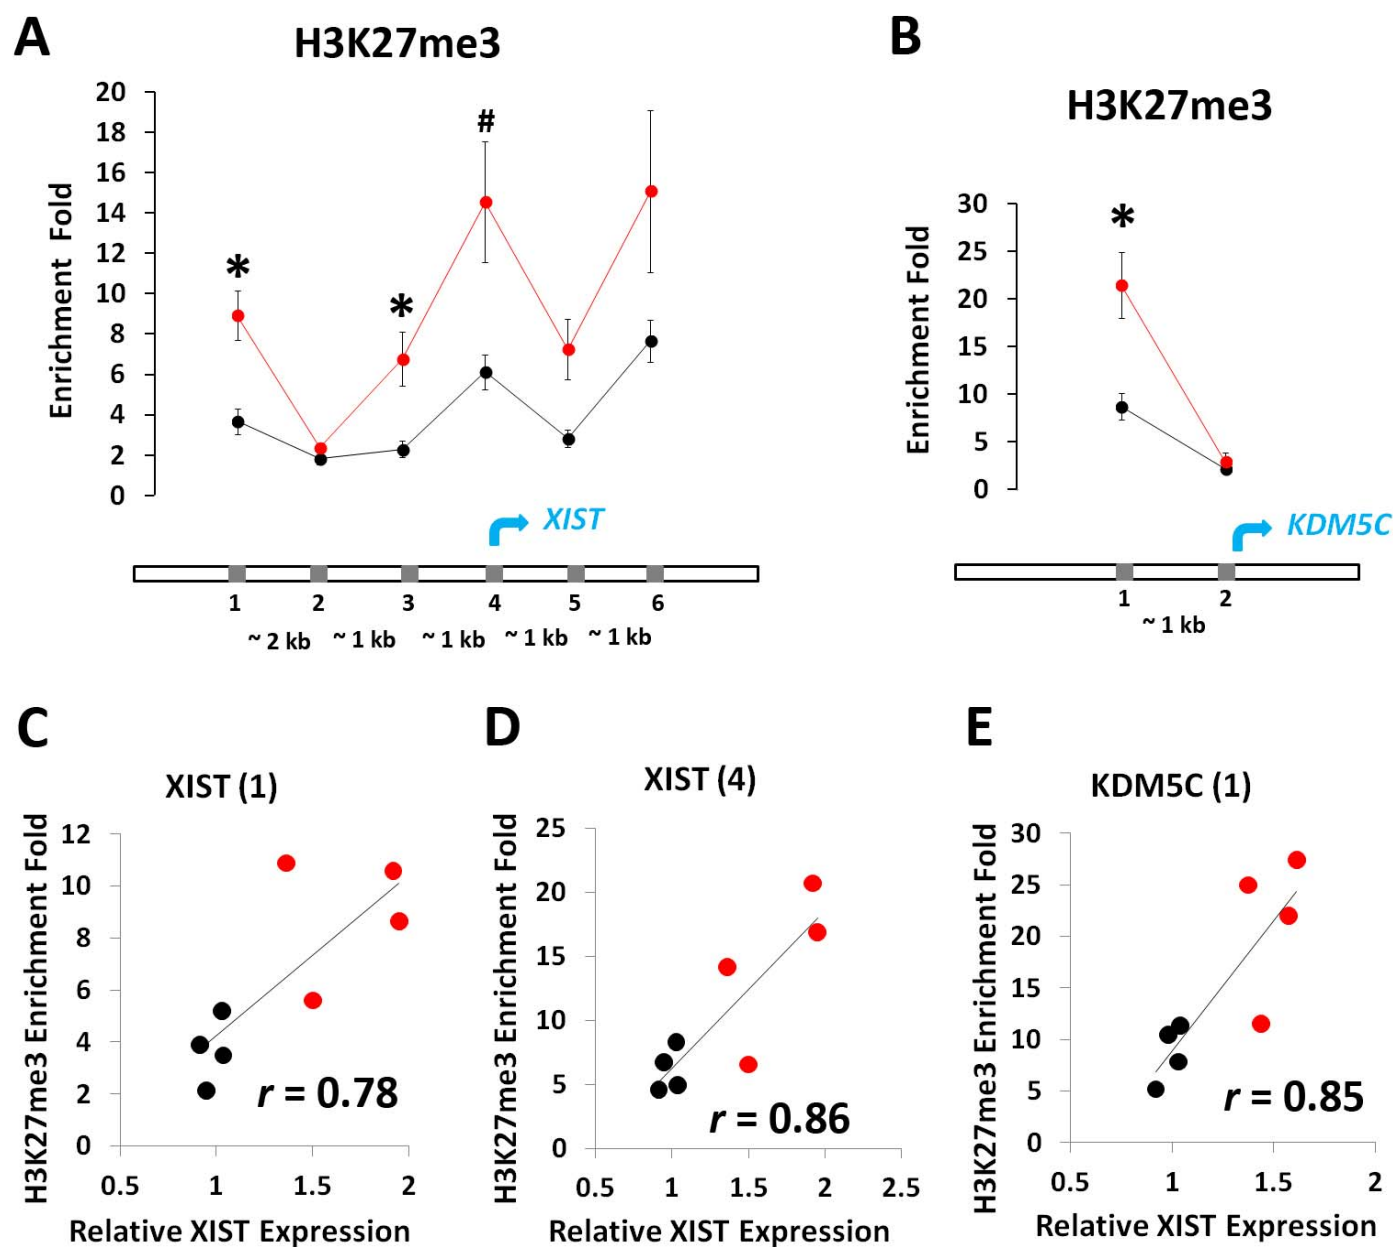 A
H3K27me3
Enrichment Fold
20
18
16
14
12
10
8
6
4
2
0
*
*
#
XIST
1 2 3 4 5 6
~ 2 kb ~ 1 kb ~ 1 kb ~ 1 kb ~ 1 kb
B
H3K27me3
Enrichment Fold
30
25
20
15
10
5
0
*
KDM5C
1 2
~ 1 kb
C
XIST (1)
H3K27me3 Enrichment Fold
12
10
8
6
4
2
0
r = 0.78
0.5 1 1.5 2
Relative XIST Expression
D
XIST (4)
H3K27me3 Enrichment Fold
25
20
15
10
5
0
r = 0.86
0.5 1 1.5 2 2.5
Relative XIST Expression
E
KDM5C (1)
H3K27me3 Enrichment Fold
30
25
20
15
10
5
0
r = 0.85
0.5 1 1.5 2
Relative XIST Expression